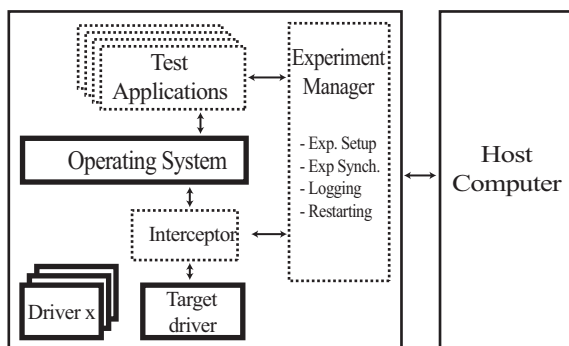 Test
Applications
Operating System
Interceptor
Driver x
Target
driver
Experiment
Manager
- Exp. Setup
- Exp Synch.
- Logging
- Restarting
Host
Computer